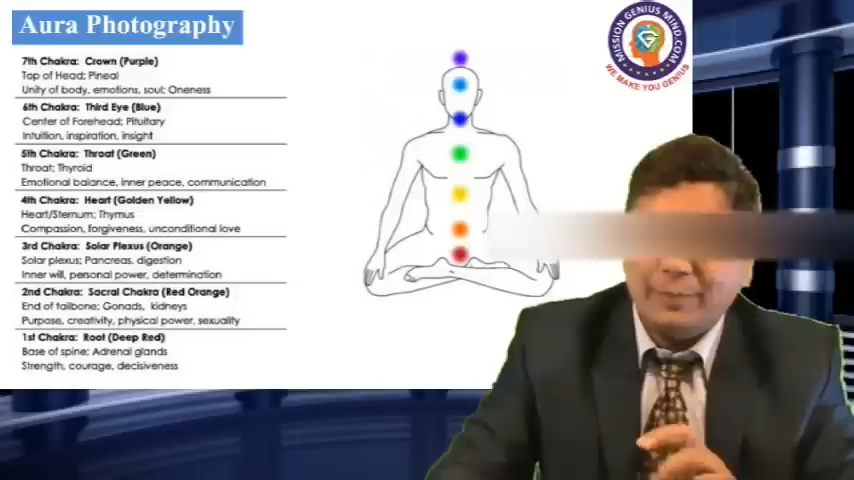 Aura Photography
7th Chakra: Crown (Purple)
Top of Head; Pineal
Unity of body, emotions, soul; Oneness
6th Chakra: Third Eye (Blue)
Center of Forehead; Pituitary
Intuition, inspiration, insight
5th Chakra: Throat (Green)
Throat; Thyroid
Emotional balance, inner peace, communication
4th Chakra: Heart (Golden Yellow)
Heart/Sternum; Thymus
Compassion, forgiveness, unconditional love
3rd Chakra: Solar Plexus (Orange)
Solar plexus; Pancreas, digestion
Inner will, personal power, determination
2nd Chakra: Sacral Chakra (Red Orange)
End of tailbone; Gonads, kidneys
Purpose, creativity, physical power, sexuality
1st Chakra: Root (Deep Red)
Base of spine; Adrenal glands
Strength, courage, decisiveness
MISSION GENIUS MIND.COM
G
WE MAKE YOU GENIUS